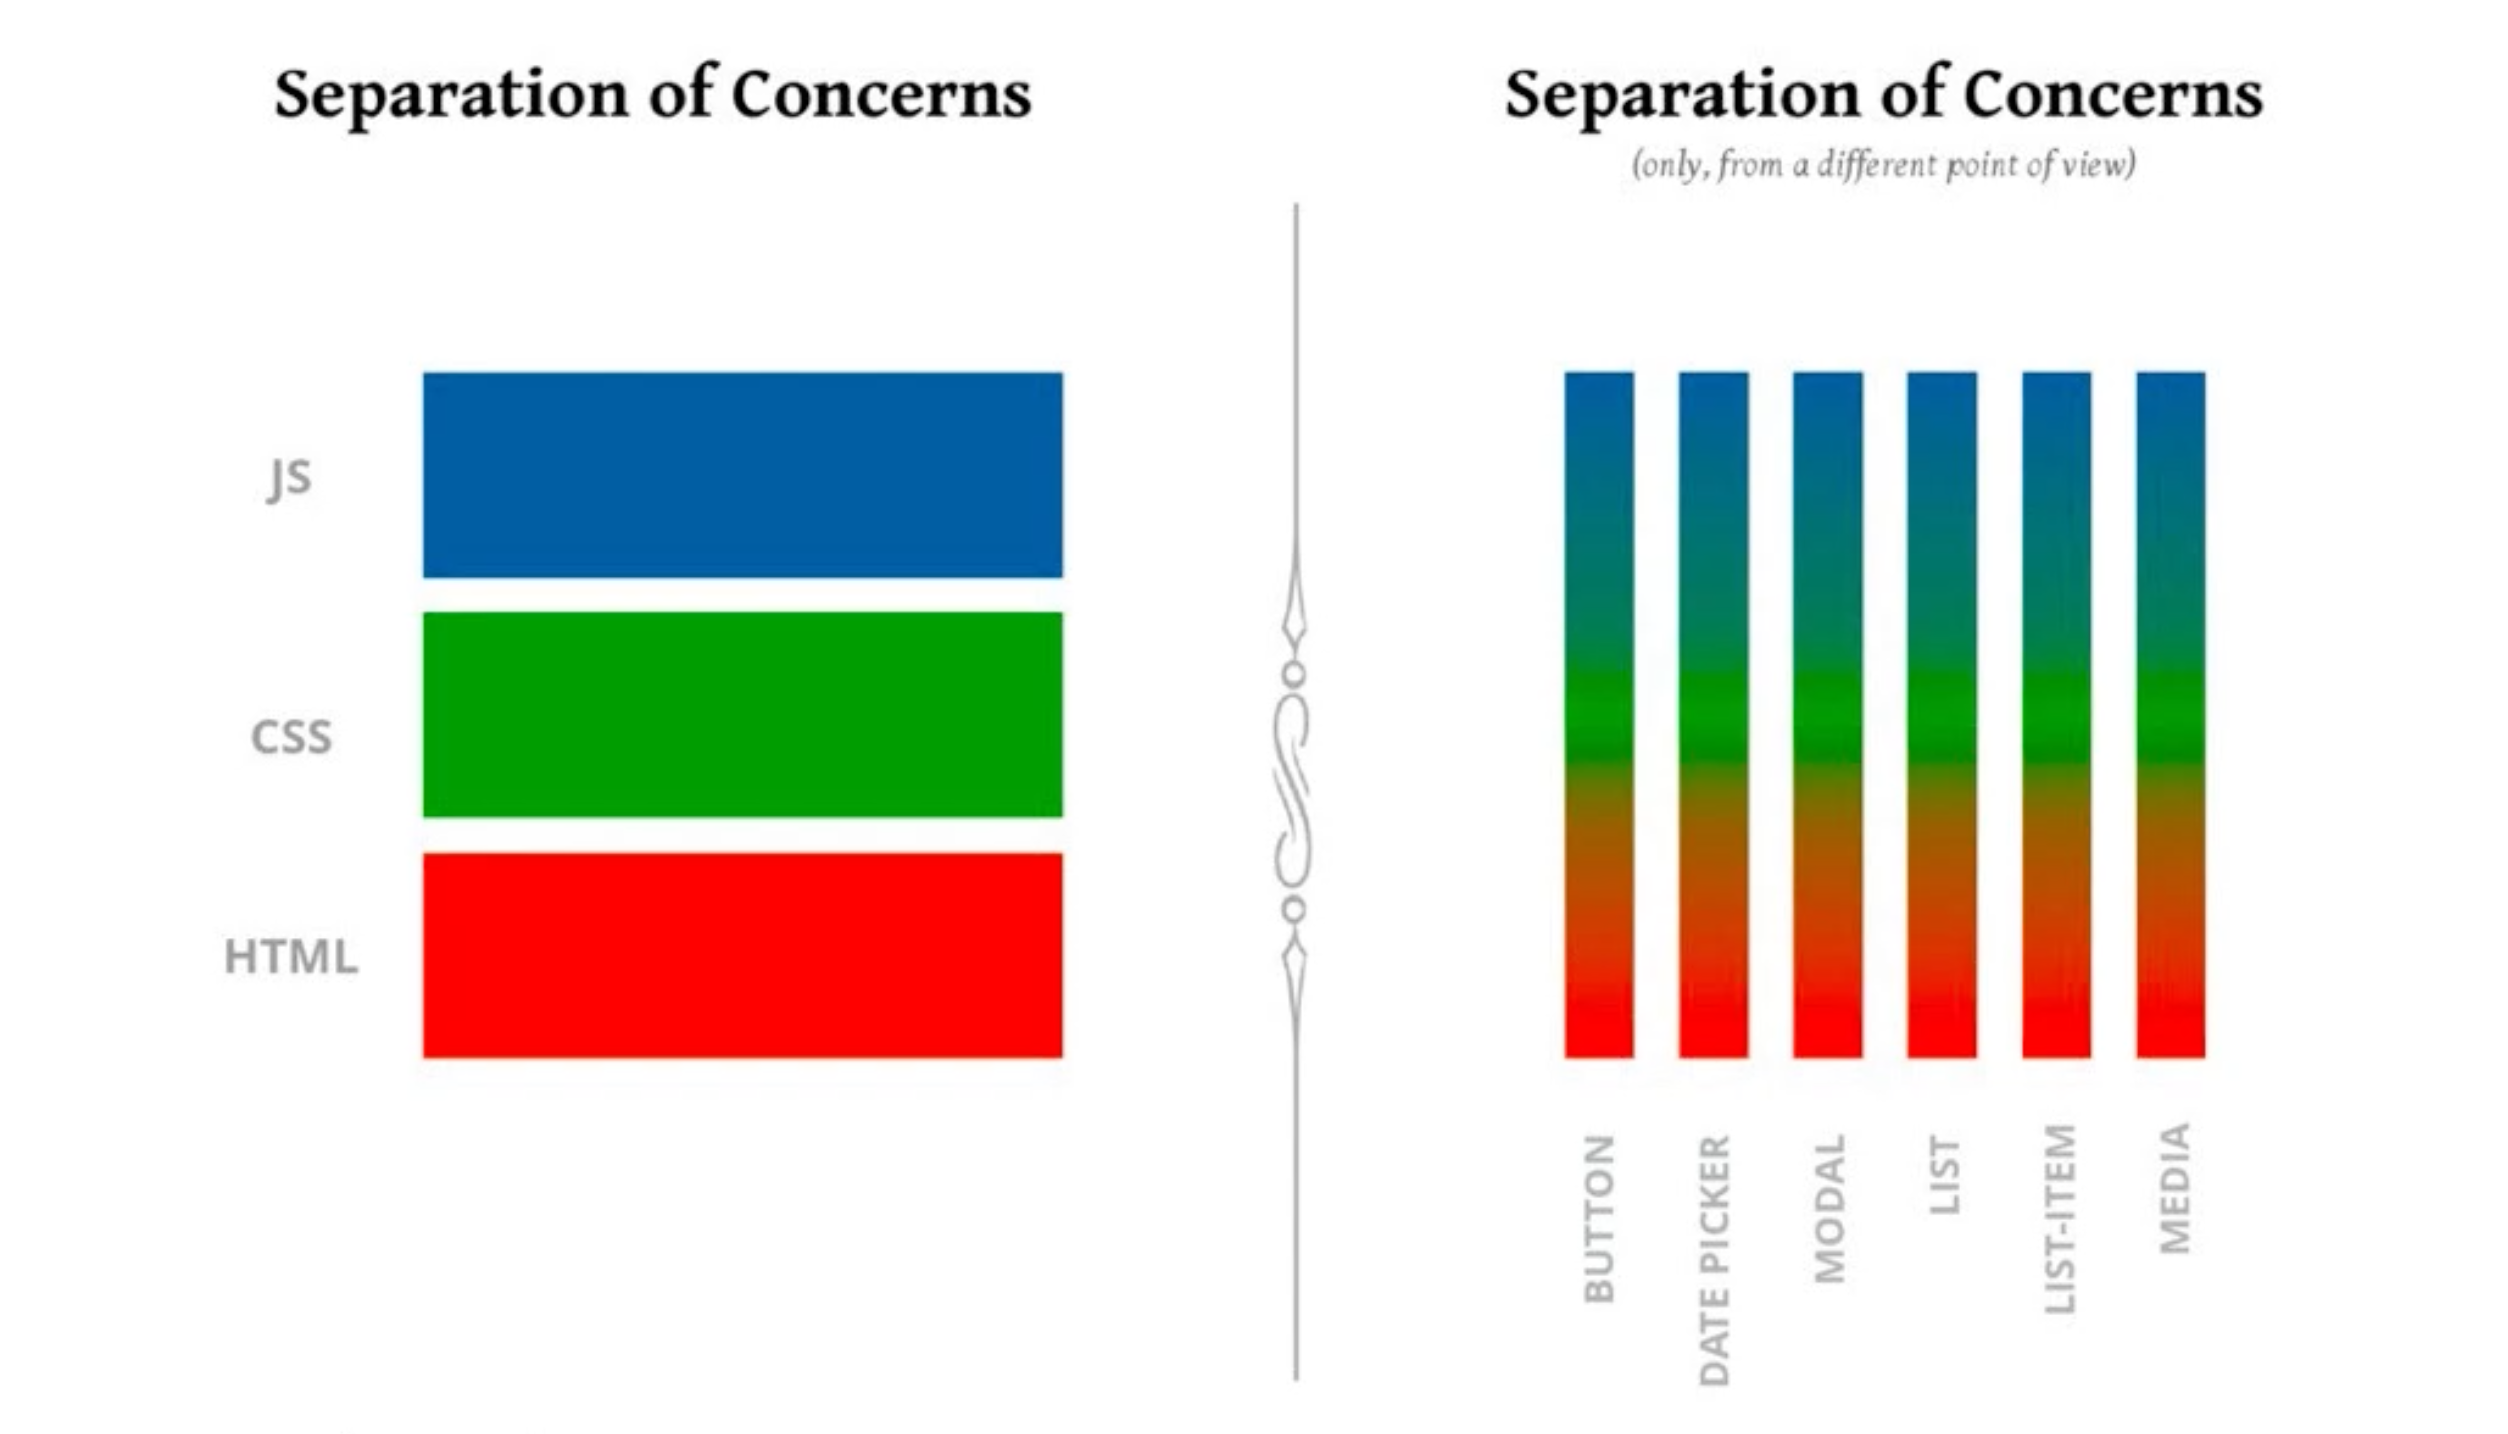 Separation of Concerns
JS
CSS
HTML
Separation of Concerns
(only, from a different point of view)
BUTTON
DATE PICKER
MODAL
LIST
LIST-ITEM
MEDIA